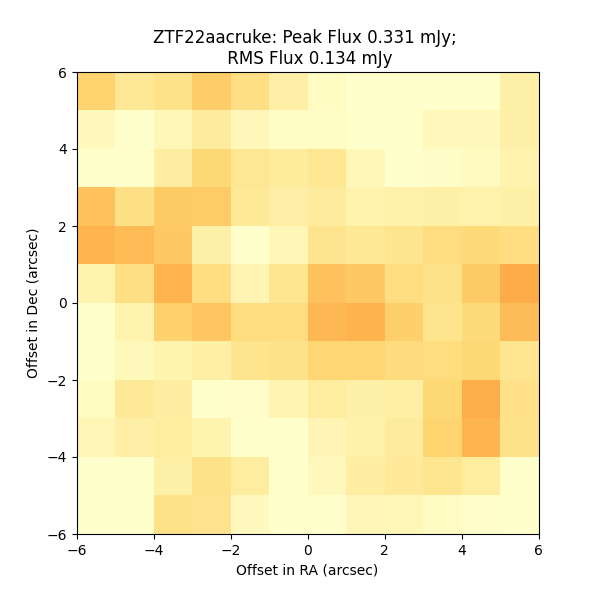 ZTF22aacruke: Peak Flux 0.331 mJy;
RMS Flux 0.134 mJy
6
4
2
0
−2
−4
−6
Offset in Dec (arcsec)
−6 −4 −2 0 2 4 6
Offset in RA (arcsec)